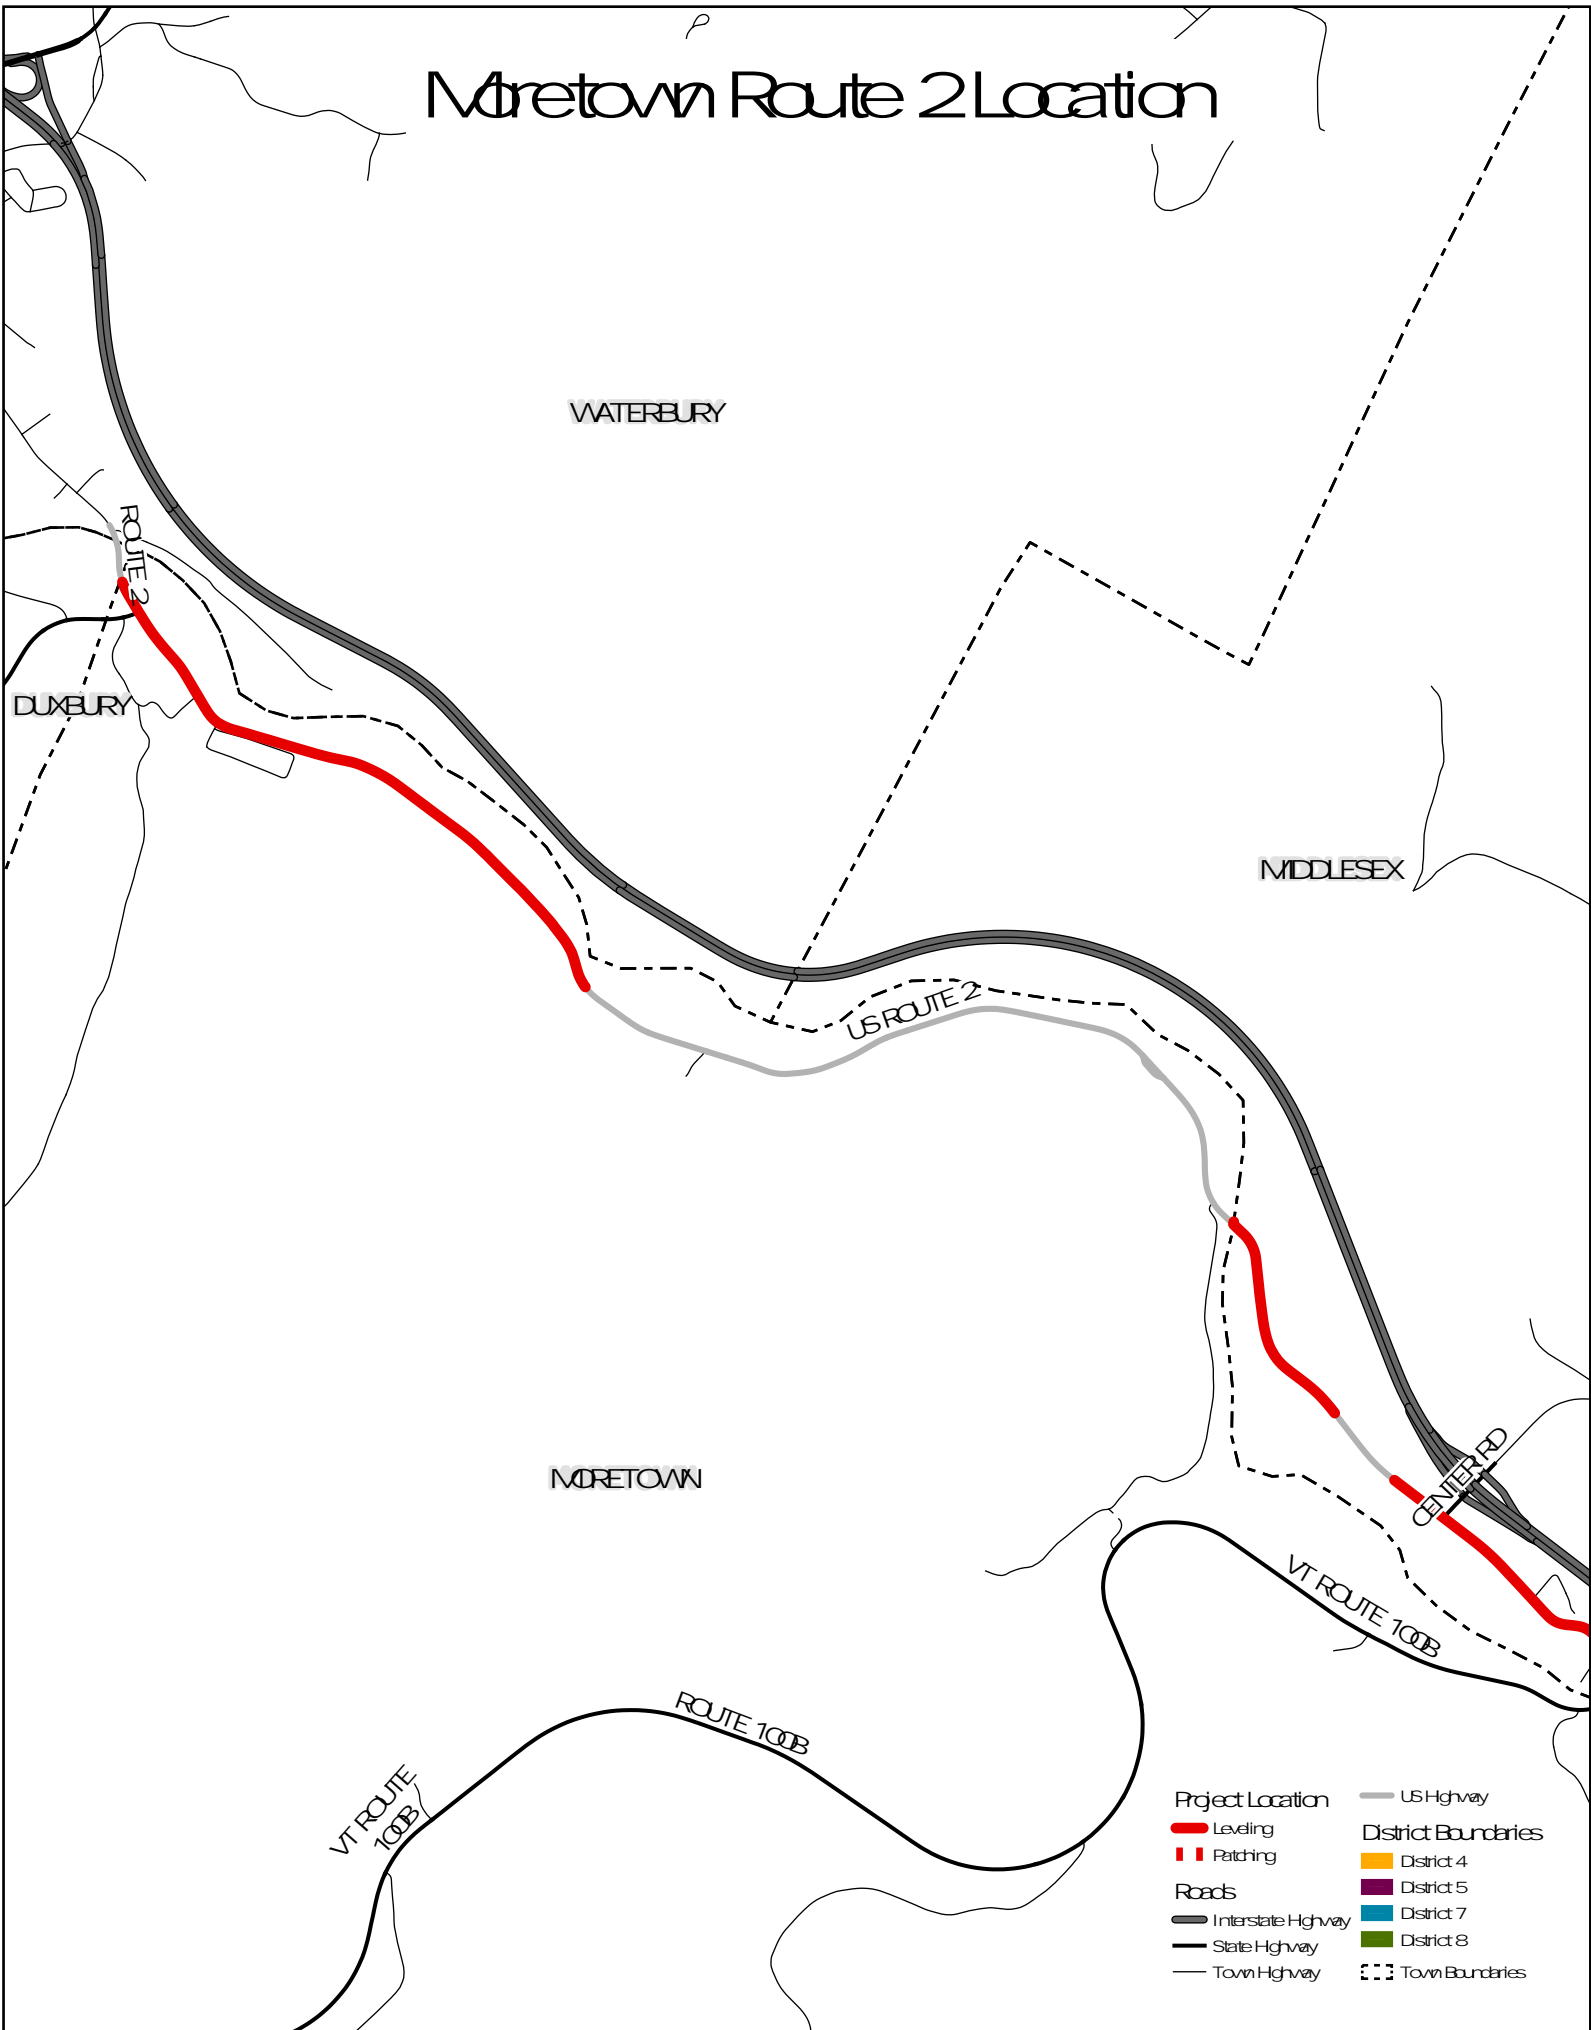 Moretown Route 2 Location
WATERBURY
ROUTE 2
DUXBURY
MIDDLESEX
US ROUTE 2
MORETOWN
CENTER RD
VT ROUTE 100B
ROUTE 100B
VT ROUTE
100B
Project Location
Leveling
Patching
Roads
Interstate Highway
State Highway
Town Highway
US Highway
District Boundaries
District 4
District 5
District 7
District 8
Town Boundaries